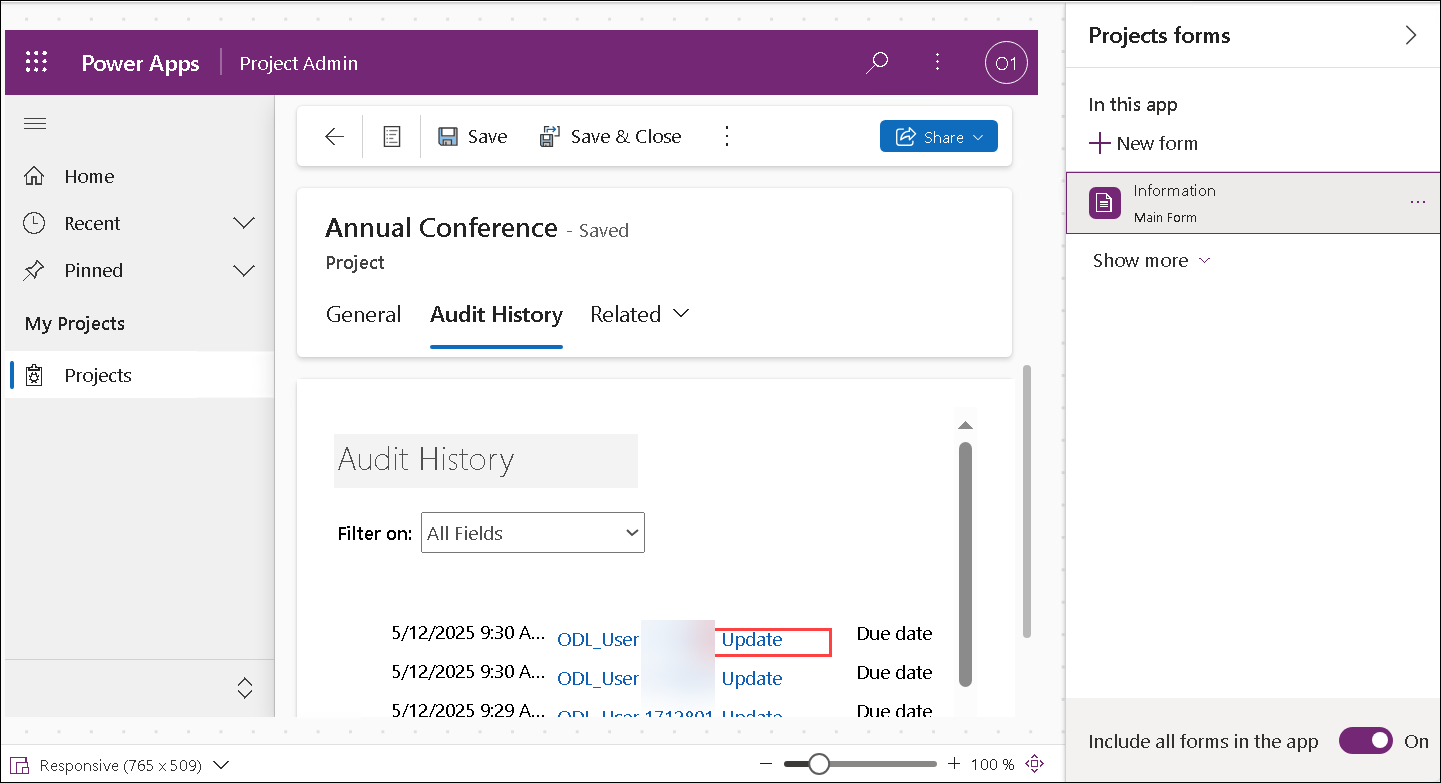 Power Apps Project Admin O1
Home
Recent
Pinned
My Projects
Projects
Save Save & Close Share
Annual Conference - Saved
Project
General Audit History Related
Audit History
Filter on: All Fields
5/12/2025 9:30 A... ODL_User Update Due date
5/12/2025 9:30 A... ODL_User Update Due date
5/12/2025 9:29 A... ODL_User 1712801 Update Due date
Responsive (765 x 509) 100 %
Projects forms
In this app
New form
Information
Main Form
Show more
Include all forms in the app On